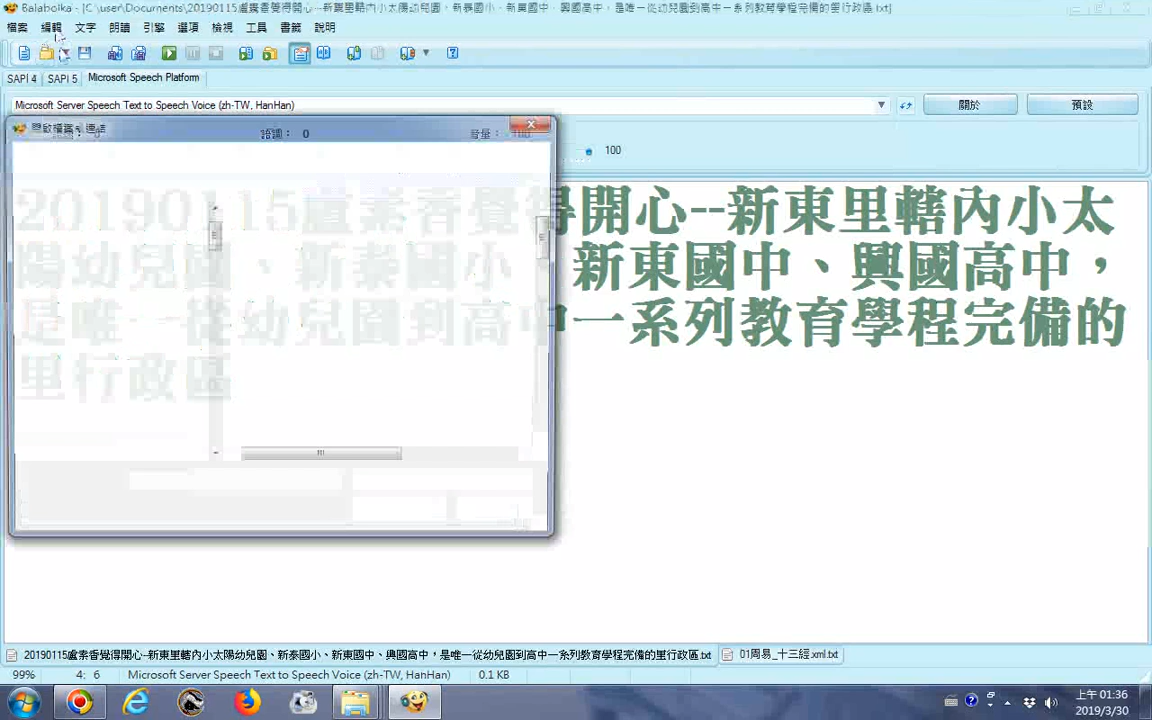 Balabolka - [C:\user\Documents\20190115盧素香覺得開心--新東里轄內小太陽幼兒園、新泰國小、新東國中、興國高中，是唯一從幼兒園到高中一系列教育學程完備的里行政區.txt]
檔案 編輯 文字 朗讀 引擎 選項 檢視 工具 書籤 說明
SAPI 4 SAPI 5 Microsoft Speech Platform
Microsoft Server Speech Text to Speech Voice (zh-TW, HanHan) 關於 預設
開啟檔案 語調： 0 音量： 100
100
20190115盧素香覺得開心--新東里轄內小太
陽幼兒園、新泰國小、新東國中、興國高中，
是唯一從幼兒園到高中一系列教育學程完備的
里行政區
20190115盧素香覺得開心--新東里轄內小太陽幼兒園、新泰國小、新東國中、興國高中，是唯一從幼兒園到高中一系列教育學程完備的里行政區.txt 01周易_十三經.xml.txt
99% 4: 6 Microsoft Server Speech Text to Speech Voice (zh-TW, HanHan) 0.1 KB
上午 01:36
2019/3/30